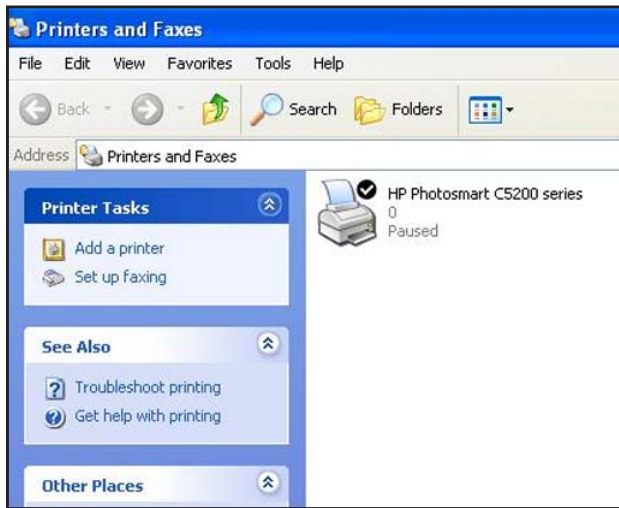 Printers and Faxes
File Edit View Favorites Tools Help
Back Search Folders
Address Printers and Faxes
Printer Tasks
Add a printer
Set up faxing
See Also
Troubleshoot printing
Get help with printing
Other Places
HP Photosmart C5200 series
0
Paused